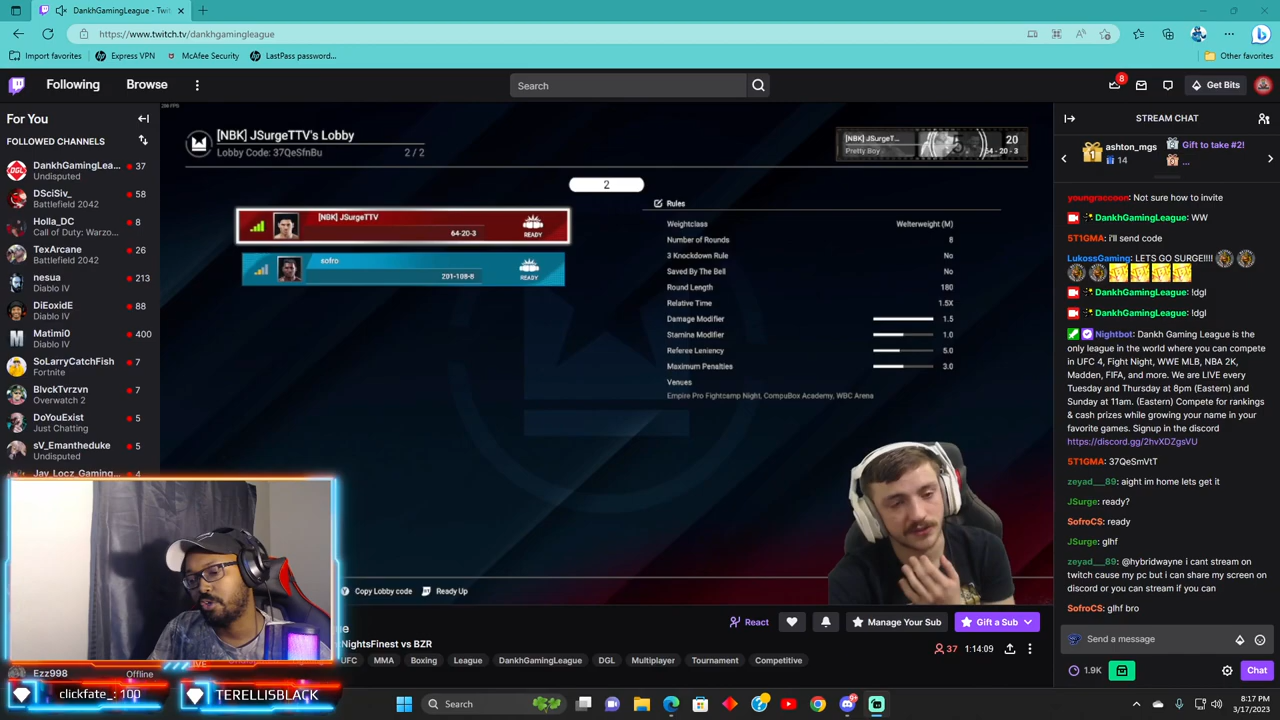 DankhGamingLeague - Twit
https://www.twitch.tv/dankhgamingleague
Import favorites
Express VPN
McAfee Security
LastPass password...
Other favorites
Following
Browse
Search
8
Get Bits
For You
FOLLOWED CHANNELS
DankhGamingLea...
37
Undisputed
DSciSiv_
58
Battlefield 2042
Holla_DC
8
Call of Duty: Warzo...
TexArcane
26
Battlefield 2042
nesua
213
Diablo IV
DiEoxidE
88
Diablo IV
Matimi0
400
Diablo IV
SoLarryCatchFish
7
Fortnite
BlvckTvrzvn
7
Overwatch 2
DoYouExist
5
Just Chatting
sV_Emantheduke
5
Undisputed
Jay_Locz_Gaming...
4
Ezz998
Offline
LIVE
clickfate_: 100
TERELLISBLACK
[NBK] JSurgeTTV's Lobby
Lobby Code: 37QeSfnBu
2 / 2
[NBK] JSurgeT...
20
Pretty Boy
64 - 20 - 3
2
[NBK] JSurgeTTV
64-20-3
READY
sofro
201-108-8
READY
Rules
Weightclass
Welterweight (M)
Number of Rounds
8
3 Knockdown Rule
No
Saved By The Bell
No
Round Length
180
Relative Time
1.5X
Damage Modifier
1.5
Stamina Modifier
1.0
Referee Leniency
5.0
Maximum Penalties
3.0
Venues
Empire Pro Fightcamp Night, CompuBox Academy, WBC Arena
Y Copy Lobby code
Ready Up
React
Manage Your Sub
Gift a Sub
NightsFinest vs BZR
UFC
MMA
Boxing
League
DankhGamingLeague
DGL
Multiplayer
Tournament
Competitive
37
1:14:09
STREAM CHAT
1
ashton_mgs
14
Gift to take #2!
...
youngraccoon: Not sure how to invite
DankhGamingLeague: WW
5T1GMA: i'll send code
LukossGaming: LETS GO SURGE!!!!
DankhGamingLeague: !dgl
DankhGamingLeague: !dgl
Nightbot: Dankh Gaming League is the
only league in the world where you can compete
in UFC 4, Fight Night, WWE MLB, NBA 2K,
Madden, FIFA, and more. We are LIVE every
Tuesday and Thursday at 8pm (Eastern) and
Sunday at 11am. (Eastern) Compete for rankings
& cash prizes while growing your name in your
favorite games. Signup in the discord
https://discord.gg/2hvXDZgsVU
5T1GMA: 37QeSmVtT
zeyad___89: aight im home lets get it
JSurge: ready?
SofroCS: ready
JSurge: glhf
zeyad___89: @hybridwayne i cant stream on
twitch cause my pc but i can share my screen on
discord or you can stream if you can
SofroCS: glhf bro
Send a message
1.9K
Chat
Search
8:17 PM
3/17/2023